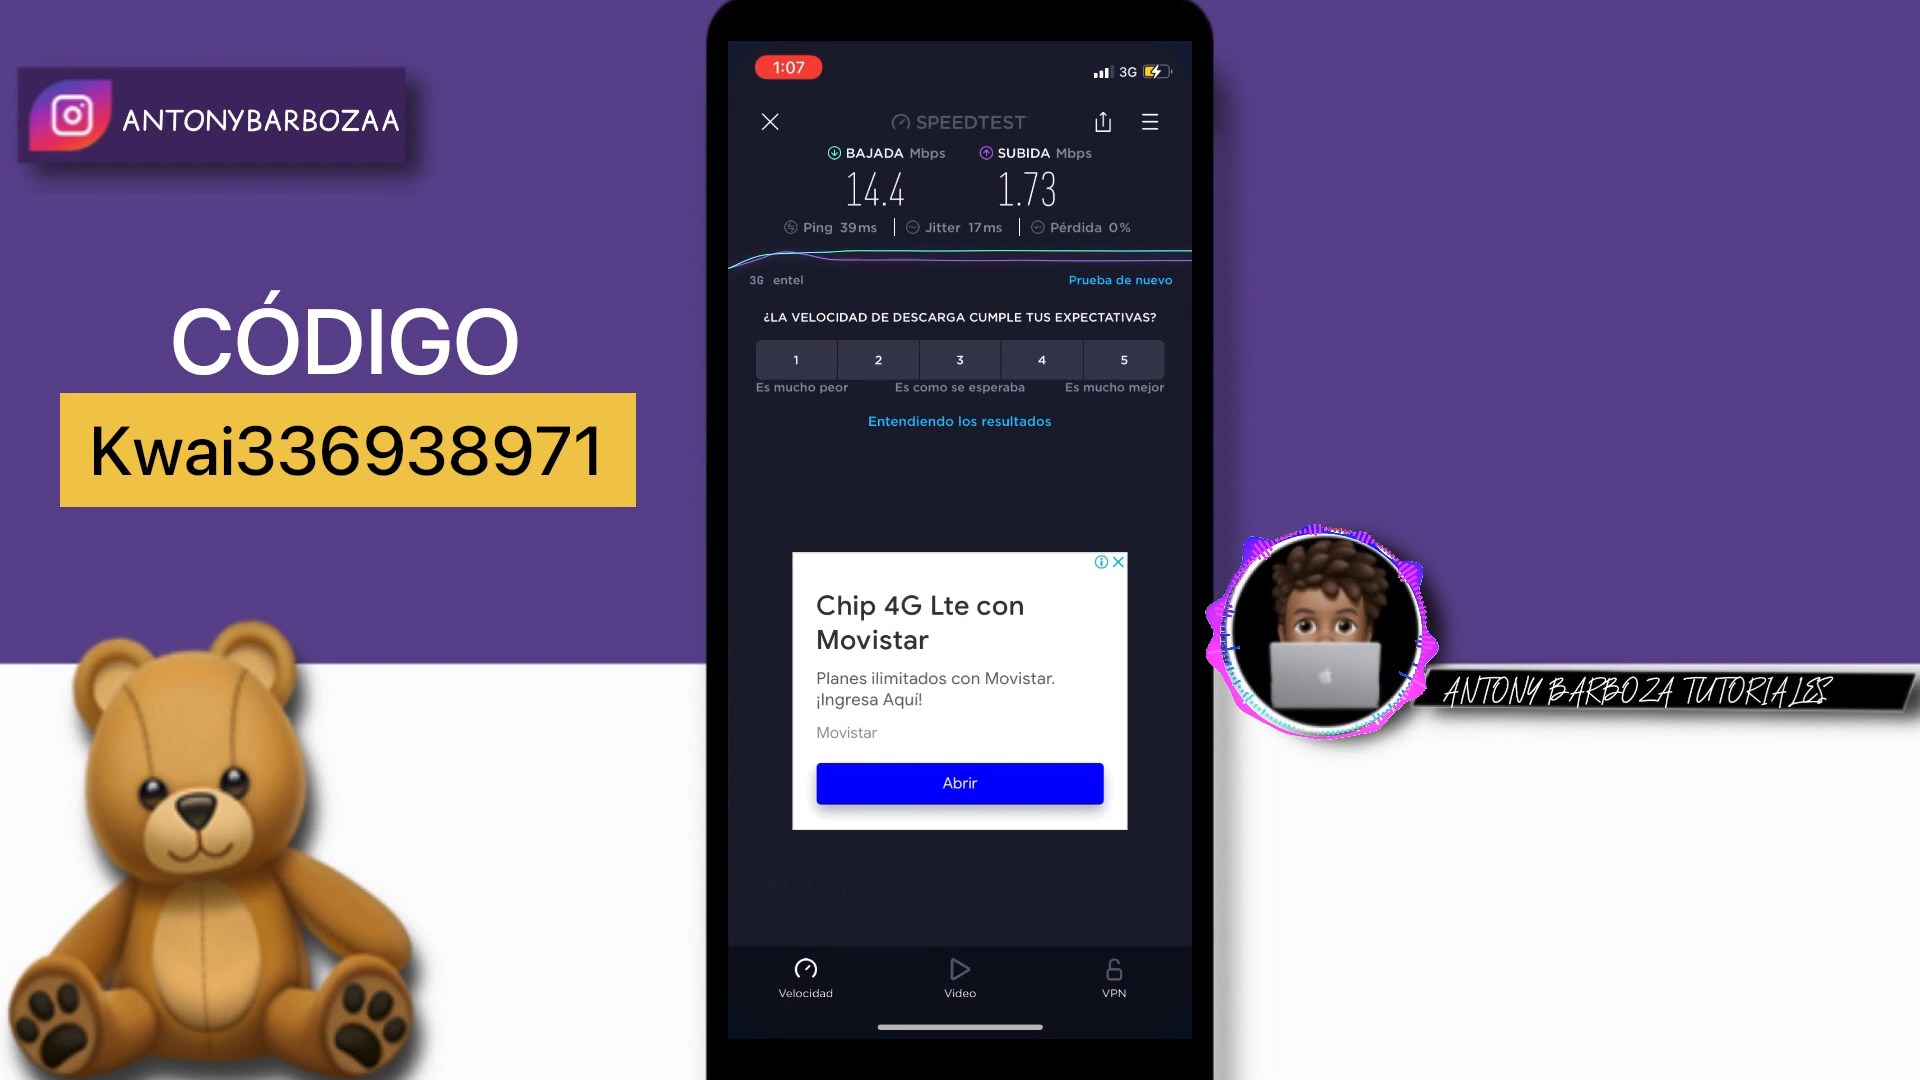 ANTONYBARBOZAA
CÓDIGO
Kwai336938971
1:07
3G
SPEEDTEST
BAJADA Mbps
SUBIDA Mbps
14.4
1.73
Ping 39ms
Jitter 17ms
Pérdida 0%
3G entel
Prueba de nuevo
¿LA VELOCIDAD DE DESCARGA CUMPLE TUS EXPECTATIVAS?
1 2 3 4 5
Es mucho peor
Es como se esperaba
Es mucho mejor
Entendiendo los resultados
Chip 4G Lte con
Movistar
Planes ilimitados con Movistar.
¡Ingresa Aquí!
Movistar
Abrir
Velocidad
Video
VPN
ANTONY BARBOZA TUTORIALES